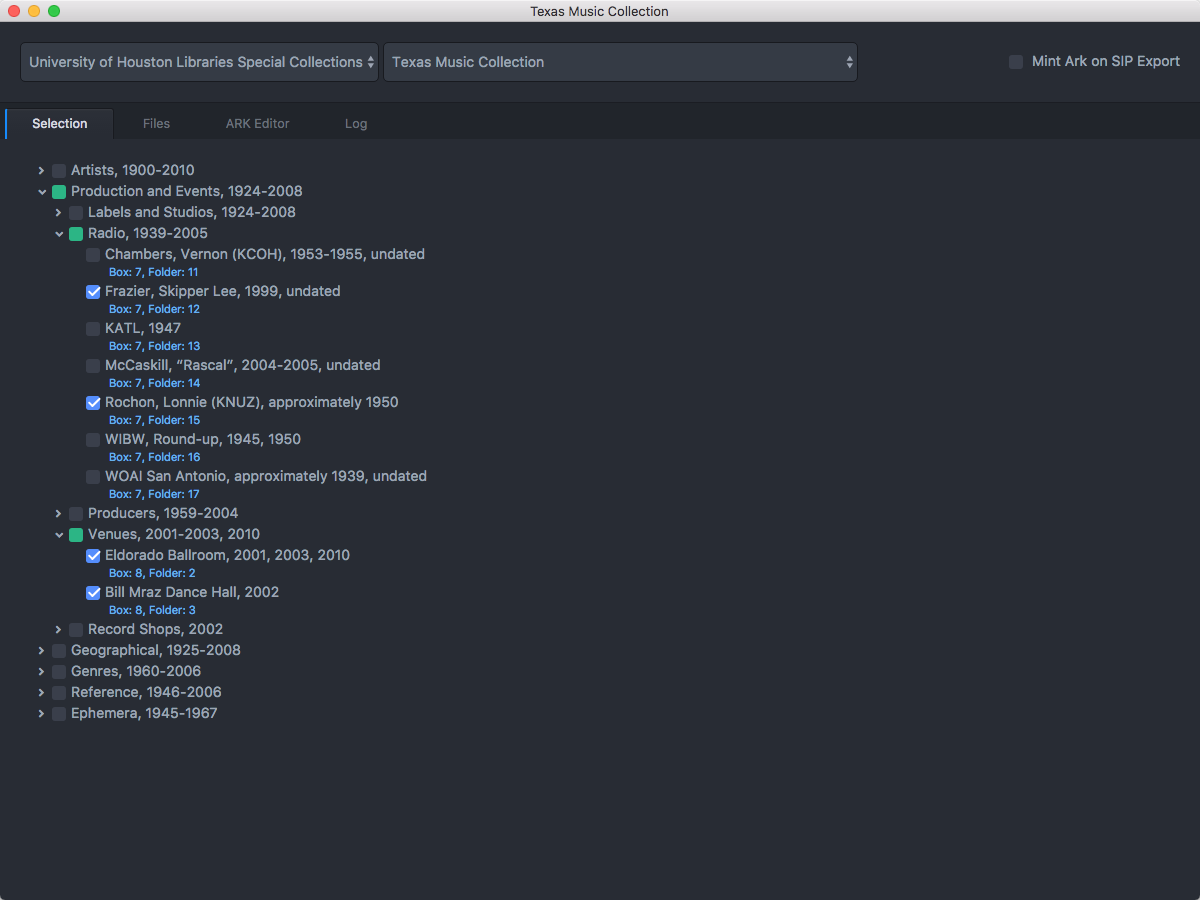 Texas Music Collection
University of Houston Libraries Special Collections
Texas Music Collection
Mint Ark on SIP Export
Selection
Files
ARK Editor
Log
Artists, 1900-2010
Production and Events, 1924-2008
Labels and Studios, 1924-2008
Radio, 1939-2005
Chambers, Vernon (KCOH), 1953-1955, undated
Box: 7, Folder: 11
Frazier, Skipper Lee, 1999, undated
Box: 7, Folder: 12
KATL, 1947
Box: 7, Folder: 13
McCaskill, “Rascal”, 2004-2005, undated
Box: 7, Folder: 14
Rochon, Lonnie (KNUZ), approximately 1950
Box: 7, Folder: 15
WIBW, Round-up, 1945, 1950
Box: 7, Folder: 16
WOAI San Antonio, approximately 1939, undated
Box: 7, Folder: 17
Producers, 1959-2004
Venues, 2001-2003, 2010
Eldorado Ballroom, 2001, 2003, 2010
Box: 8, Folder: 2
Bill Mraz Dance Hall, 2002
Box: 8, Folder: 3
Record Shops, 2002
Geographical, 1925-2008
Genres, 1960-2006
Reference, 1946-2006
Ephemera, 1945-1967